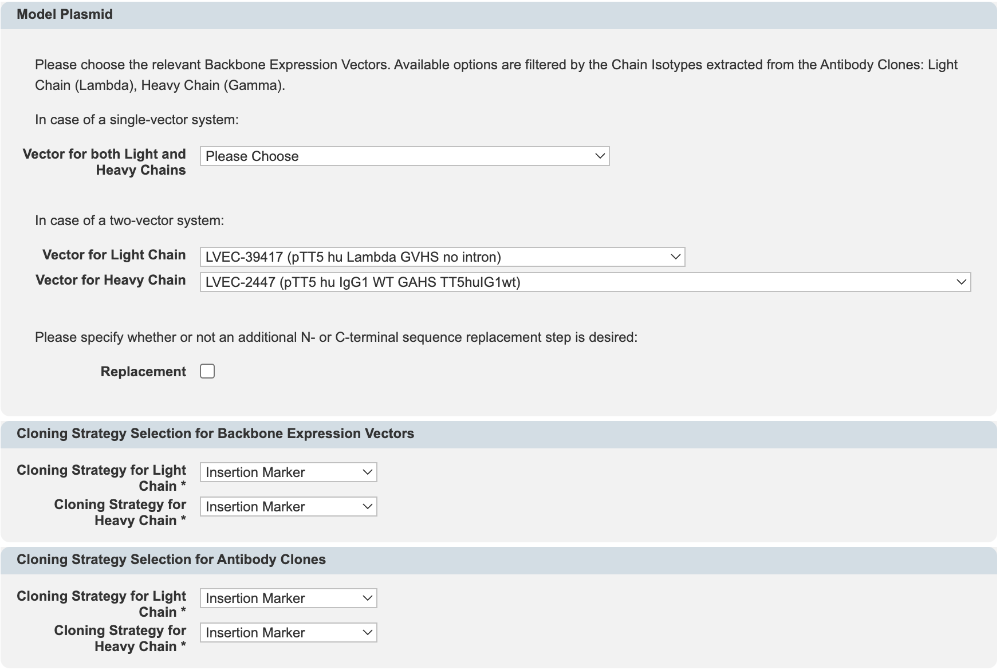 Model Plasmid
Please choose the relevant Backbone Expression Vectors. Available options are filtered by the Chain Isotypes extracted from the Antibody Clones: Light
Chain (Lambda), Heavy Chain (Gamma).
In case of a single-vector system:
Vector for both Light and
Heavy Chains
Please Choose
In case of a two-vector system:
Vector for Light Chain
LVEC-39417 (pTT5 hu Lambda GVHS no intron)
Vector for Heavy Chain
LVEC-2447 (pTT5 hu IgG1 WT GAHS TT5huIG1wt)
Please specify whether or not an additional N- or C-terminal sequence replacement step is desired:
Replacement
Cloning Strategy Selection for Backbone Expression Vectors
Cloning Strategy for Light
Chain *
Insertion Marker
Cloning Strategy for
Heavy Chain *
Insertion Marker
Cloning Strategy Selection for Antibody Clones
Cloning Strategy for Light
Chain *
Insertion Marker
Cloning Strategy for
Heavy Chain *
Insertion Marker